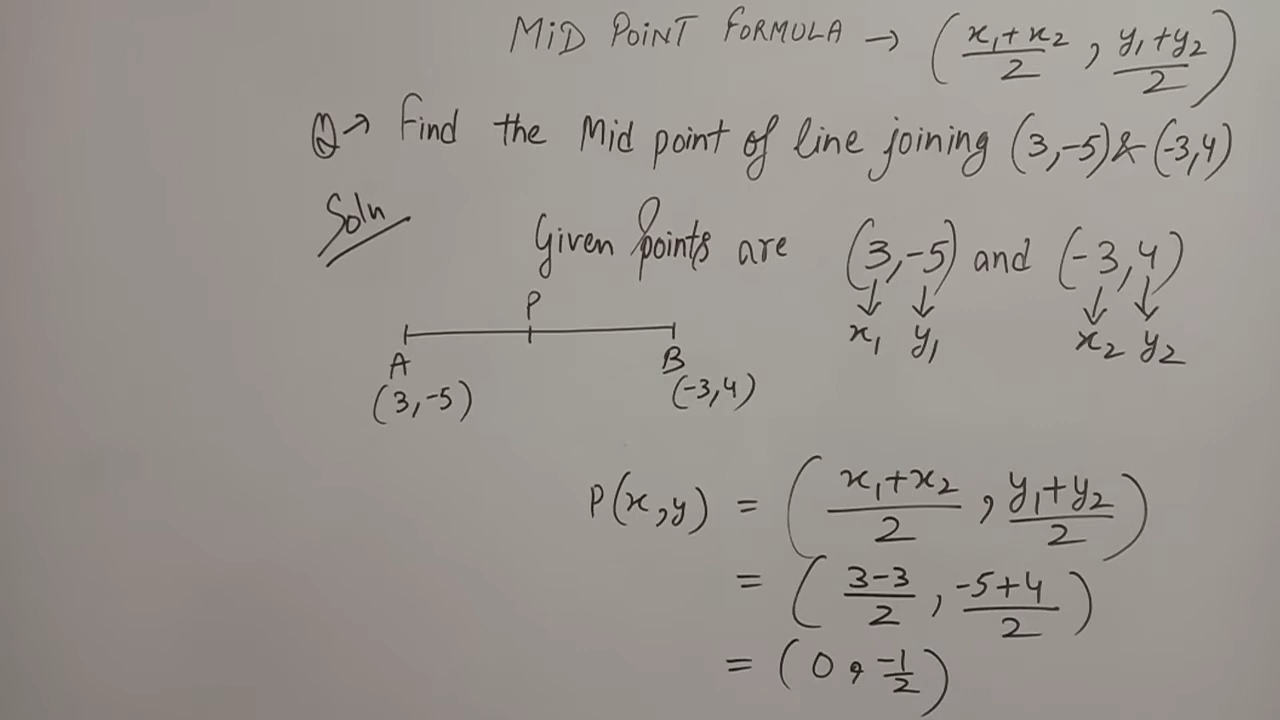 MiD POINT FORMULA → (x₁+x₂/2, y₁+y₂/2)
Q→ Find the Mid point of line joining (3,-5) & (-3,4)
Soln
Given points are (3,-5) and (-3,4)
x₁ y₁ x₂ y₂
P
A B
(3,-5) (-3,4)
P(x,y) = (x₁+x₂/2, y₁+y₂/2)
= (3-3/2, -5+4/2)
= (0, -1/2)